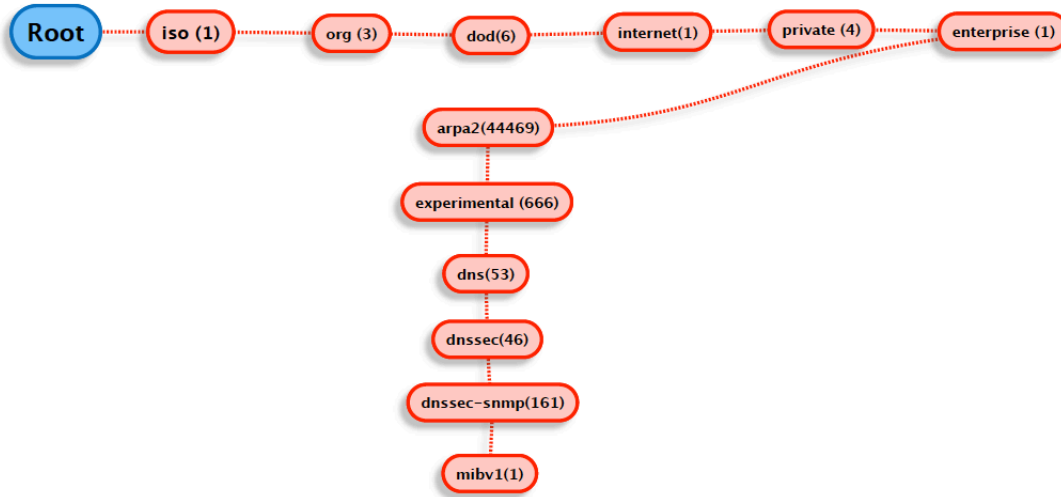 Root
iso (1)
org (3)
dod(6)
internet(1)
private (4)
enterprise (1)
arpa2(44469)
experimental (666)
dns(53)
dnssec(46)
dnssec-snmp(161)
mibv1(1)